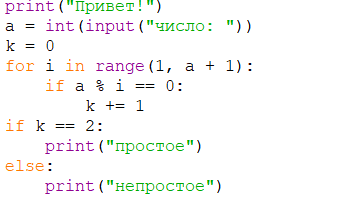 print("Привет!")
a = int(input("число: "))
k = 0
for i in range(1, a + 1):
    if a % i == 0:
        k += 1
if k == 2:
    print("простое")
else:
    print("непростое")